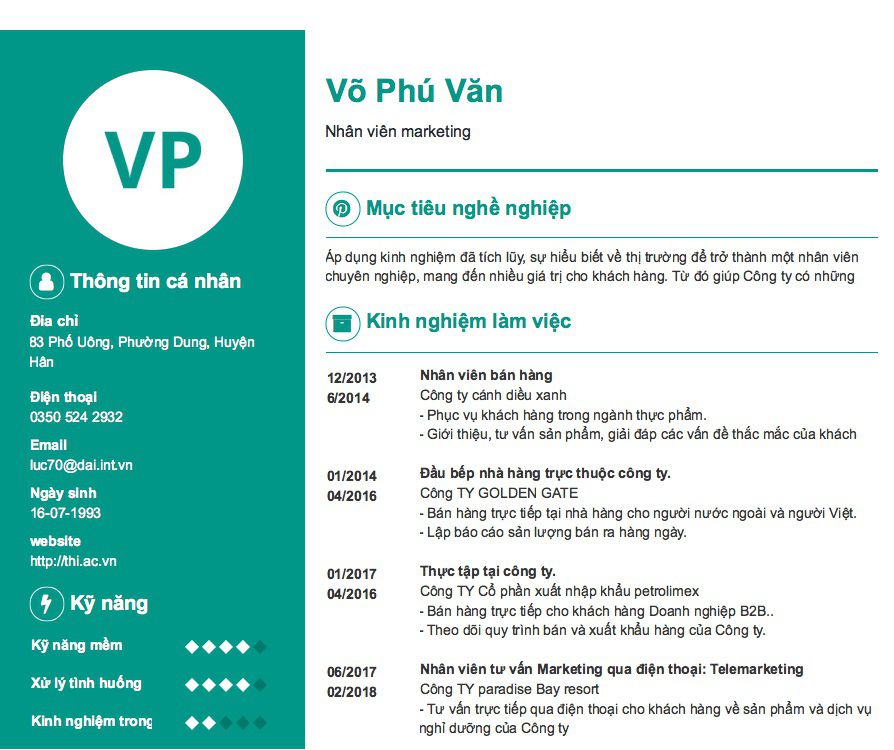 VP
Thông tin cá nhân
Địa chỉ
83 Phố Uông, Phường Dung, Huyện
Hân
Điện thoại
0350 524 2932
Email
luc70@dai.int.vn
Ngày sinh
16-07-1993
website
http://thi.ac.vn
Kỹ năng
Kỹ năng mềm
Xử lý tình huống
Kinh nghiệm trong
Võ Phú Văn
Nhân viên marketing
Mục tiêu nghề nghiệp
Áp dụng kinh nghiệm đã tích lũy, sự hiểu biết về thị trường để trở thành một nhân viên
chuyên nghiệp, mang đến nhiều giá trị cho khách hàng. Từ đó giúp Công ty có những
Kinh nghiệm làm việc
12/2013
6/2014
Nhân viên bán hàng
Công ty cánh diều xanh
- Phục vụ khách hàng trong ngành thực phẩm.
- Giới thiệu, tư vấn sản phẩm, giải đáp các vấn đề thắc mắc của khách
01/2014
04/2016
Đầu bếp nhà hàng trực thuộc công ty.
Công TY GOLDEN GATE
- Bán hàng trực tiếp tại nhà hàng cho người nước ngoài và người Việt.
- Lập báo cáo sản lượng bán ra hàng ngày.
01/2017
04/2016
Thực tập tại công ty.
Công TY Cổ phần xuất nhập khẩu petrolimex
- Bán hàng trực tiếp cho khách hàng Doanh nghiệp B2B..
- Theo dõi quy trình bán và xuất khẩu hàng của Công ty.
06/2017
02/2018
Nhân viên tư vấn Marketing qua điện thoại: Telemarketing
Công TY paradise Bay resort
- Tư vấn trực tiếp qua điện thoại cho khách hàng về sản phẩm và dịch vụ
nghỉ dưỡng của Công ty